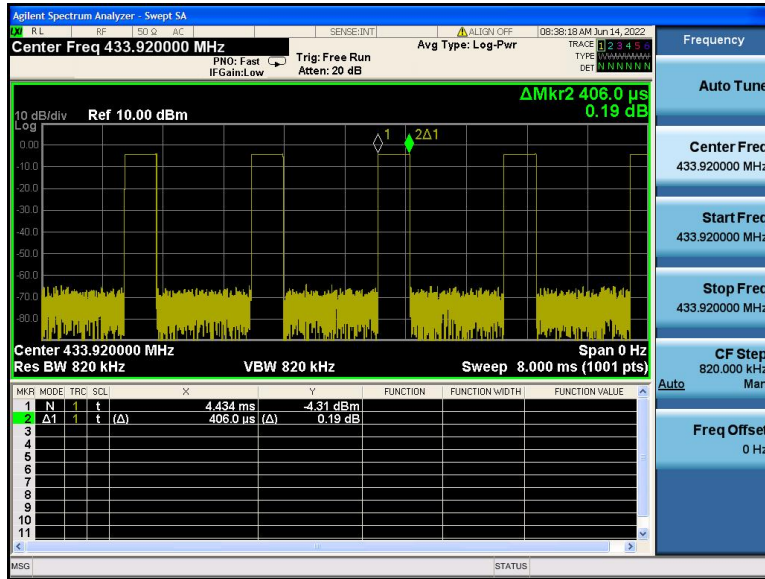 Agilent Spectrum Analyzer - Swept SA
LXI RL RF 50 Ω AC SENSE:INT ALIGN OFF 08:38:18 AM Jun 14, 2022
Center Freq 433.920000 MHz Avg Type: Log-Pwr TRACE 1 2 3 4 5 6
PNO: Fast Trig: Free Run TYPE
IFGain:Low Atten: 20 dB DET N N N N N N
Frequency
ΔMkr2 406.0 µs
10 dB/div Ref 10.00 dBm 0.19 dB
Log
1 2Δ1
0.00
-10.0
-20.0
-30.0
-40.0
-50.0
-60.0
-70.0
-80.0
Center 433.920000 MHz Span 0 Hz
Res BW 820 kHz VBW 820 kHz Sweep 8.000 ms (1001 pts)
MKR MODE TRC SCL X Y FUNCTION FUNCTION WIDTH FUNCTION VALUE
1 N 1 t 4.434 ms -4.31 dBm
2 Δ1 1 t (Δ) 406.0 µs (Δ) 0.19 dB
3
4
5
6
7
8
9
10
11
Auto Tune
Center Freq
433.920000 MHz
Start Freq
433.920000 MHz
Stop Freq
433.920000 MHz
CF Step
820.000 kHz
Auto Man
Freq Offset
0 Hz
MSG STATUS